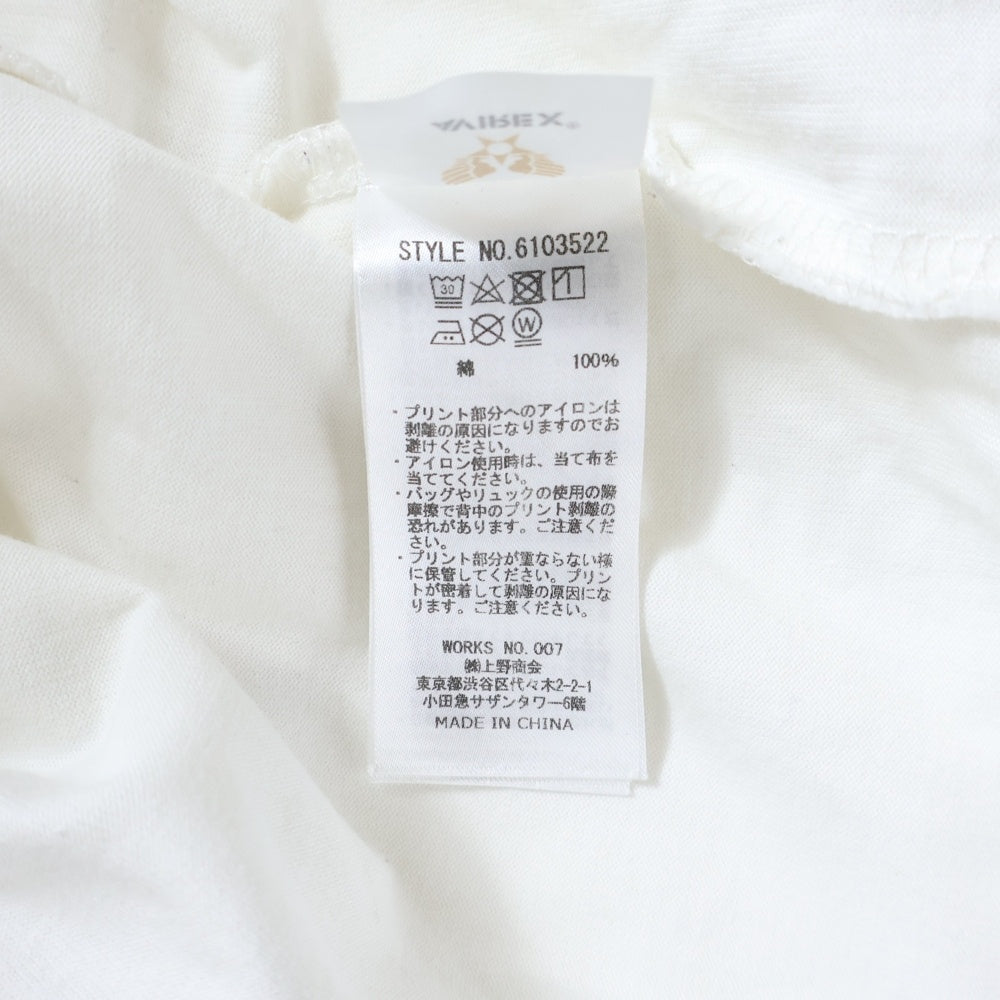 AVIREX®
STYLE NO.6103522
30
W
綿 100%
・プリント部分へのアイロンは
剥離の原因になりますのでお
避けください。
・アイロン使用時は、当て布を
当ててください。
・バッグやリュックの使用の際
摩擦で背中のプリント剥離の
恐れがあります。ご注意くだ
さい。
・プリント部分が重ならない様
に保管してください。プリン
トが密着して剥離の原因にな
ります。ご注意ください。
WORKS NO.007
㈱上野商会
東京都渋谷区代々木2-2-1
小田急サザンタワー6階
MADE IN CHINA